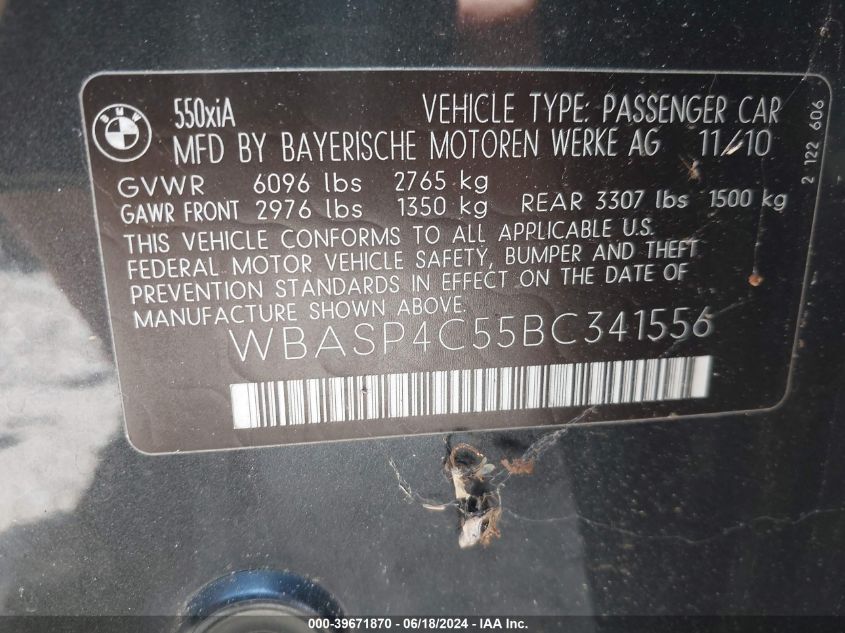 BMW
550xiA VEHICLE TYPE: PASSENGER CAR
MFD BY BAYERISCHE MOTOREN WERKE AG 11/10
GVWR 6096 lbs 2765 kg
GAWR FRONT 2976 lbs 1350 kg REAR 3307 lbs 1500 kg
THIS VEHICLE CONFORMS TO ALL APPLICABLE U.S.
FEDERAL MOTOR VEHICLE SAFETY, BUMPER AND THEFT
PREVENTION STANDARDS IN EFFECT ON THE DATE OF
MANUFACTURE SHOWN ABOVE.
WBASP4C55BC341556
2 122 606
000-39671870 - 06/18/2024 - IAA Inc.